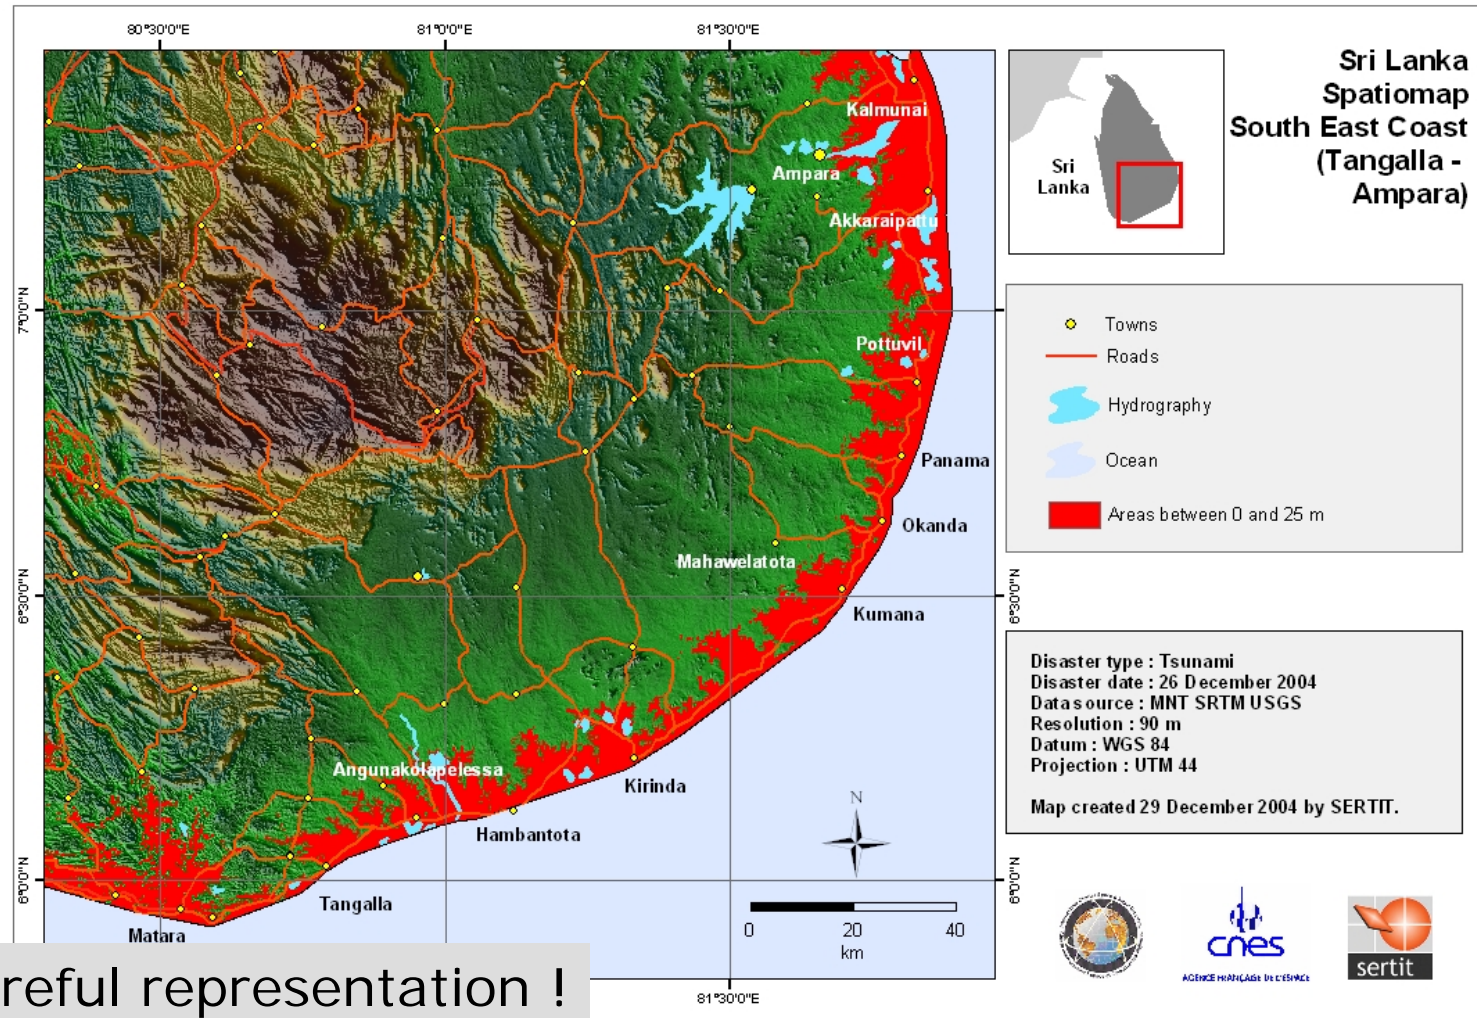 80°30'0"E
81°0'0"E
81°30'0"E
Sri Lanka
Spatiomap
South East Coast
(Tangalla -
Ampara)
Kalmunai
Ampara
Akkaraipattu
Sri
Lanka
7°0'0"N
Pottuvil
Panama
Okanda
Mahawelatota
Kumana
6°30'0"N
6°30'0"N
Towns
Roads
Hydrography
Ocean
Areas between 0 and 25 m
Disaster type : Tsunami
Disaster date : 26 December 2004
Data source : MNT SRTM USGS
Resolution : 90 m
Datum : WGS 84
Projection : UTM 44
Map created 29 December 2004 by SERTIT.
Angunakolapelessa
Kirinda
Hambantota
N
6°0'0"N
6°0'0"N
Tangalla
Matara
0 20 40
km
cnes
AGENCE FRANÇAISE DE L'ESPACE
sertit
reful representation !
81°30'0"E